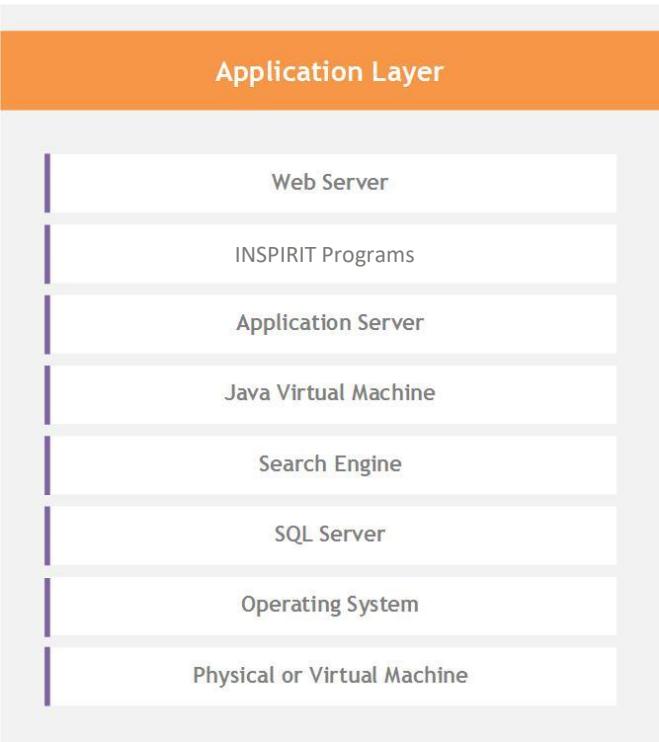 Application Layer
Web Server
INSPIRIT Programs
Application Server
Java Virtual Machine
Search Engine
SQL Server
Operating System
Physical or Virtual Machine